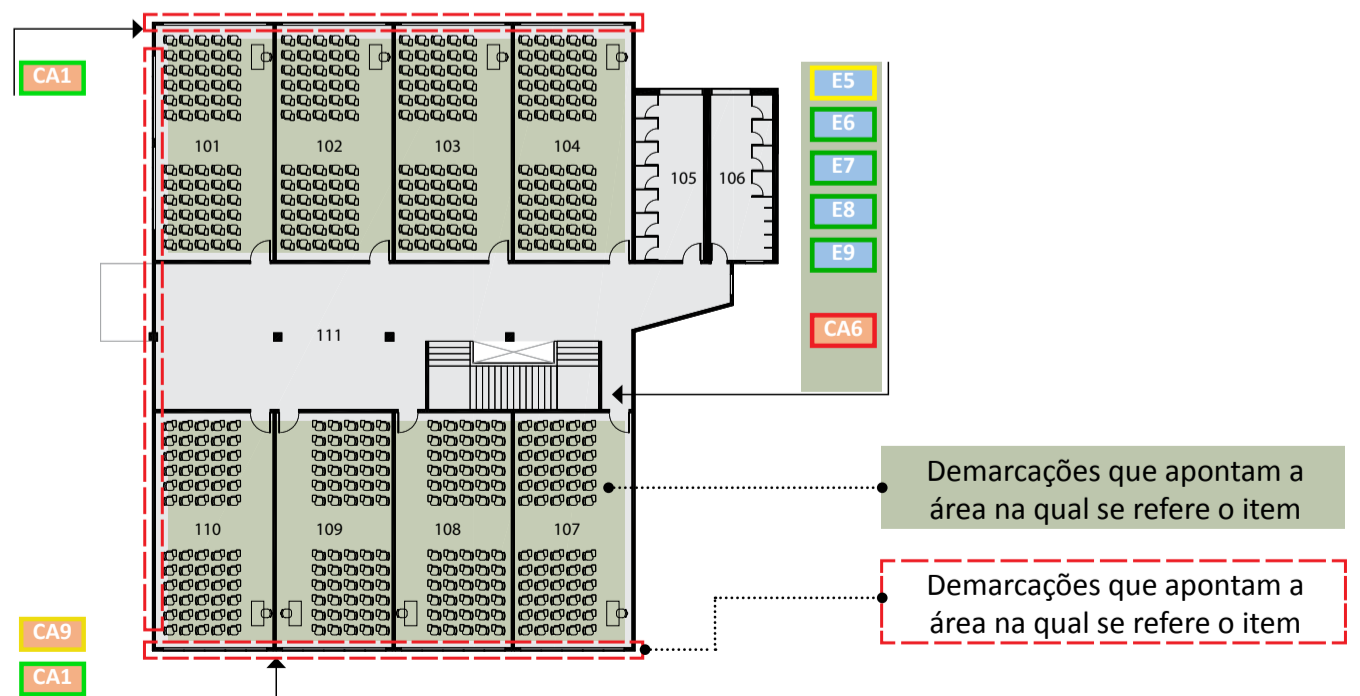 CA1
101
102
103
104
105
106
E5
E6
E7
E8
E9
CA6
111
110
109
108
107
Demarcações que apontam a
área na qual se refere o item
Demarcações que apontam a
área na qual se refere o item
CA9
CA1